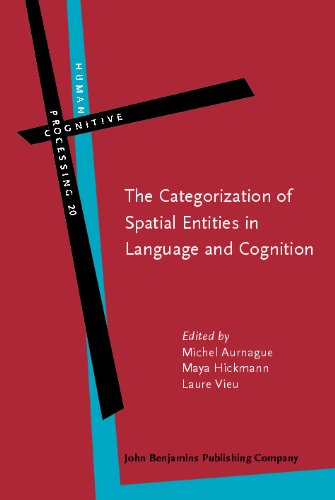 HUMAN
COGNITIVE
PROCESSING 20
The Categorization of
Spatial Entities in
Language and Cognition
Edited by
Michel Aurnague
Maya Hickmann
Laure Vieu
John Benjamins Publishing Company